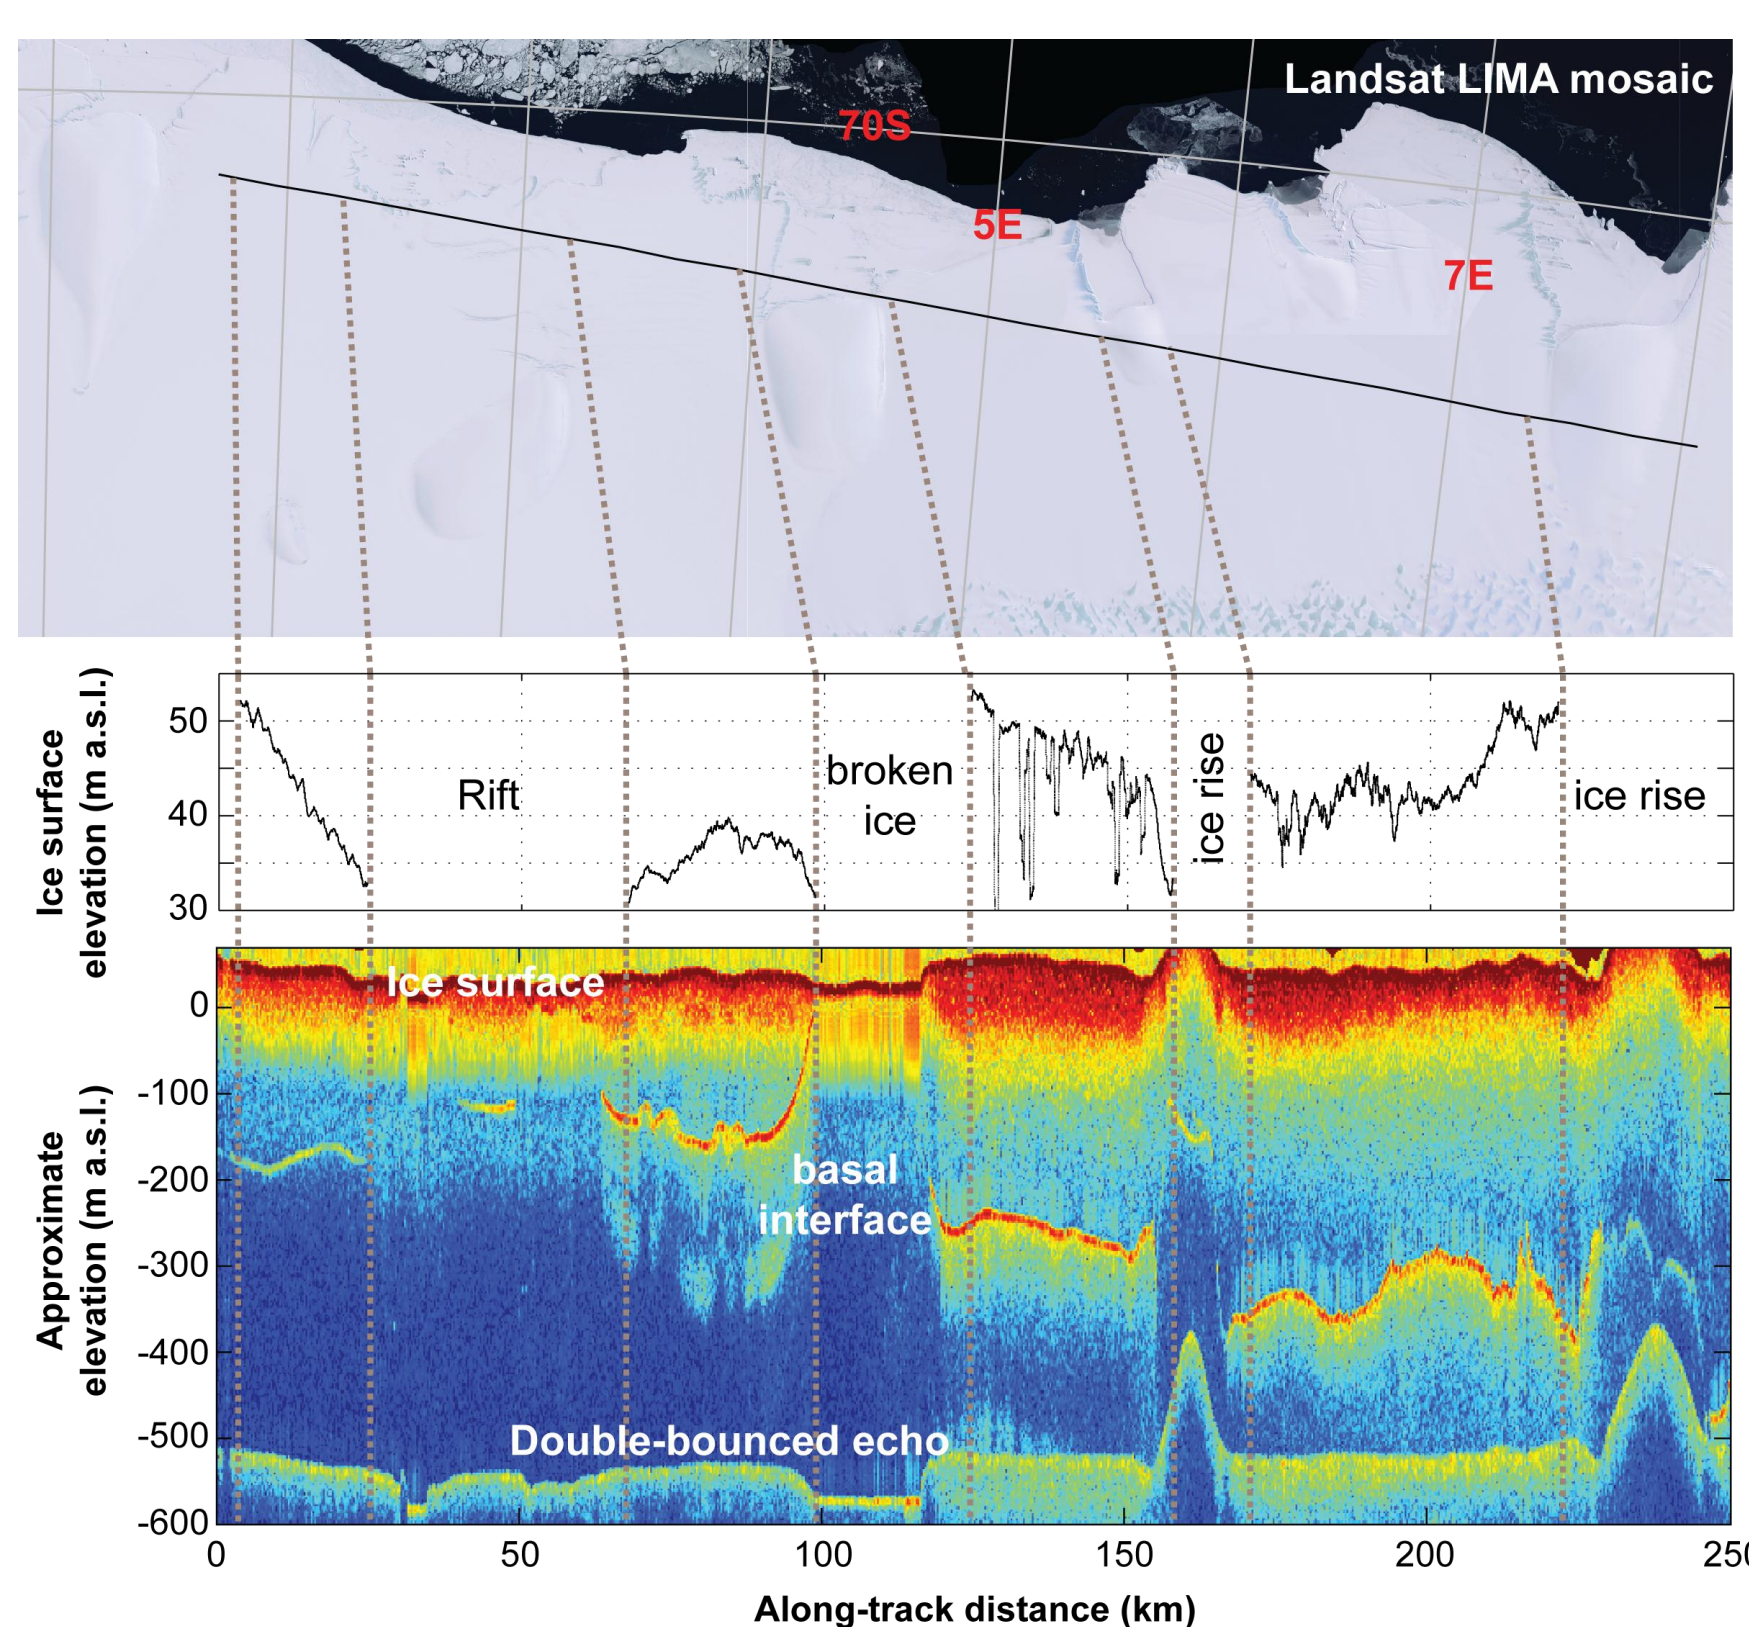 Landsat LIMA mosaic
70S
5E
7E
Ice surface
elevation (m a.s.l.)
50
40
30
Rift
broken
ice
ice rise
ice rise
Approximate
elevation (m a.s.l.)
0
-100
-200
-300
-400
-500
-600
Ice surface
basal
interface
Double-bounced echo
0
50
100
150
200
250
Along-track distance (km)